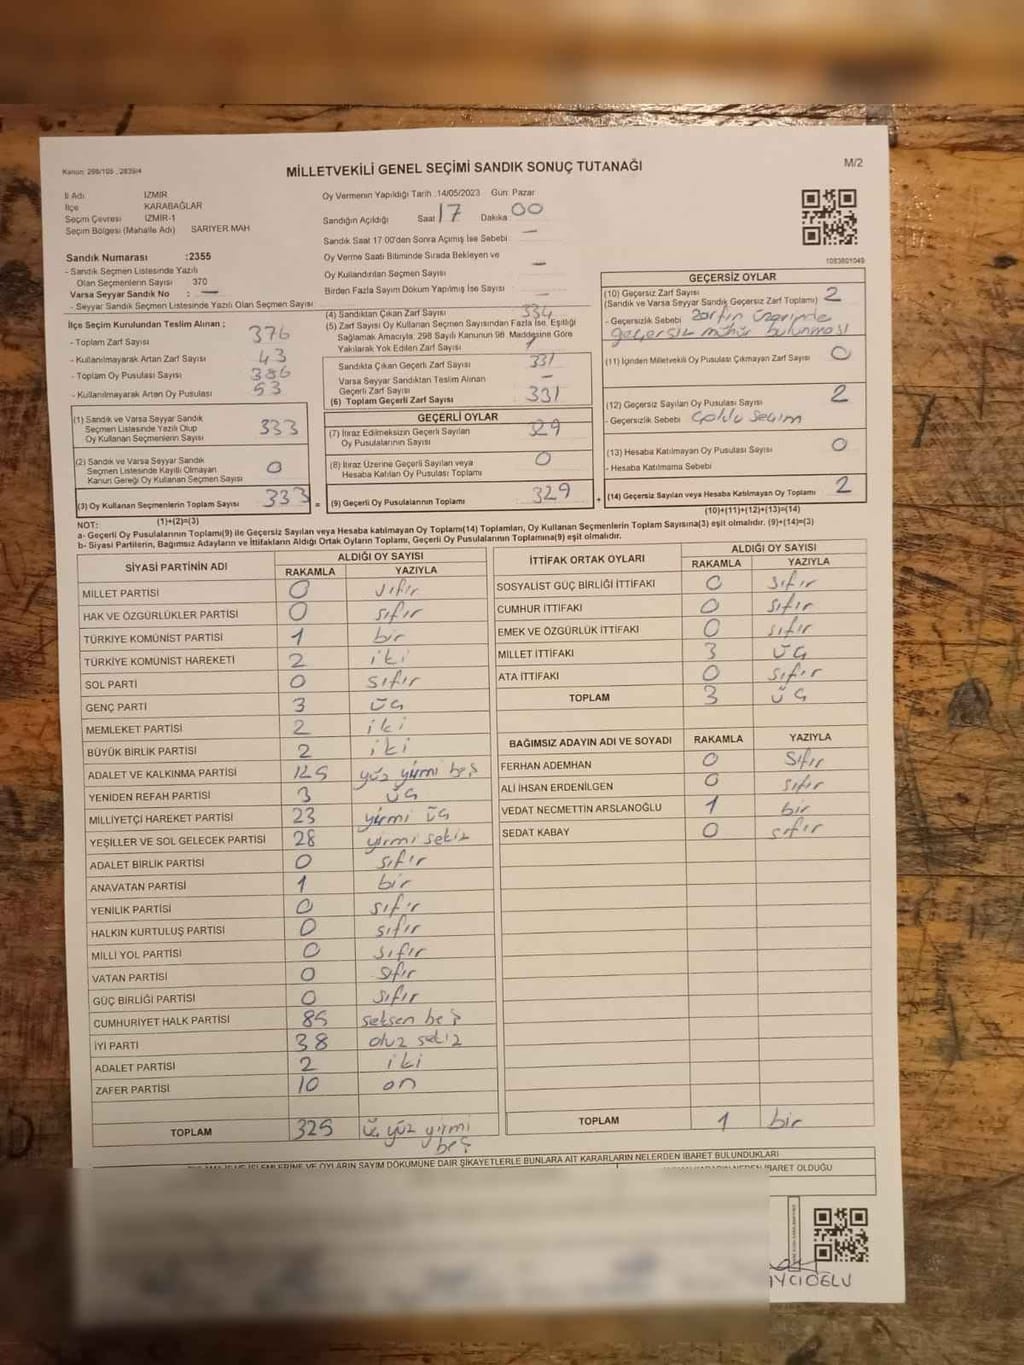 Kanun: 298/105 , 2839/4
MİLLETVEKİLİ GENEL SEÇİMİ SANDIK SONUÇ TUTANAĞI
M/2
İl Adı İZMİR
İlçe KARABAĞLAR
Seçim Çevresi İZMİR-1
Seçim Bölgesi (Mahalle Adı) SARIYER MAH
Oy Vermenin Yapıldığı Tarih :14/05/2023 Gün: Pazar
Sandığın Açıldığı Saat 17 Dakika 00
Sandık Saat 17 00'den Sonra Açılmış İse Sebebi : —
Oy Verme Saati Bitiminde Sırada Bekleyen ve
Oy Kullandırılan Seçmen Sayısı —
Birden Fazla Sayım Dökum Yapılmış İse Sayısı : —
1083801049
Sandık Numarası :2355
- Sandık Seçmen Listesinde Yazılı
Olan Seçmenlerin Sayısı 370
Varsa Seyyar Sandık No : —
- Seyyar Sandık Seçmen Listesinde Yazılı Olan Seçmen Sayısı:
İlçe Seçim Kurulundan Teslim Alınan ;
- Toplam Zarf Sayısı 376
- Kullanılmayarak Artan Zarf Sayısı 43
- Toplam Oy Pusulası Sayısı 386
- Kullanılmayarak Artan Oy Pusulası 53
(4) Sandıktan Çıkan Zarf Sayısı 334
(5) Zarf Sayısı Oy Kullanan Seçmen Sayısından Fazla İse, Eşitliği
Sağlamak Amacıyla; 298 Sayılı Kanunun 98. Maddesine Göre
Yakılarak Yok Edilen Zarf Sayısı 1
Sandıkta Çıkan Geçerli Zarf Sayısı 331
Varsa Seyyar Sandıktan Teslim Alınan
Geçerli Zarf Sayısı —
(6) Toplam Geçerli Zarf Sayısı 331
GEÇERSİZ OYLAR
(10) Geçersiz Zarf Sayısı 2
(Sandık ve Varsa Seyyar Sandık Geçersiz Zarf Toplamı)
- Geçersizlik Sebebi zarfın üzerinde
geçersiz mühür bulunması
(11) İçinden Milletvekili Oy Pusulası Çıkmayan Zarf Sayısı 0
(12) Geçersiz Sayılan Oy Pusulası Sayısı 2
- Geçersizlik Sebebi Çoklu seçim
(13) Hesaba Katılmayan Oy Pusulası Sayısı 0
- Hesaba Katılmama Sebebi
(14) Geçersiz Sayılan veya Hesaba Katılmayan Oy Toplamı 2
(10)+(11)+(12)+(13)=(14)
(1) Sandık ve Varsa Seyyar Sandık
Seçmen Listesinde Yazılı Olup
Oy Kullanan Seçmenlerin Sayısı 333
(2) Sandık ve Varsa Seyyar Sandık
Seçmen Listesinde Kayıtlı Olmayan
Kanun Gereği Oy Kullanan Seçmen Sayısı 0
(3) Oy Kullanan Seçmenlerin Toplam Sayısı 333 =
(1)+(2)=(3)
GEÇERLİ OYLAR
(7) İtiraz Edilmeksizin Geçerli Sayılan
Oy Pusulalarının Sayısı 329
(8) İtiraz Üzerine Geçerli Sayılan veya
Hesaba Katılan Oy Pusulası Toplamı 0
(9) Geçerli Oy Pusulalarının Toplamı 329 +
NOT:
a- Geçerli Oy Pusulalarının Toplamı(9) ile Geçersiz Sayılan veya Hesaba katılmayan Oy Toplamı(14) Toplamları, Oy Kullanan Seçmenlerin Toplam Sayısına(3) eşit olmalıdır. (9)+(14)=(3)
b- Siyasi Partilerin, Bağımsız Adayların ve İttifakların Aldığı Ortak Oyların Toplamı, Geçerli Oy Pusulalarının Toplamına(9) eşit olmalıdır.
SİYASİ PARTİNİN ADI ALDIĞI OY SAYISI
RAKAMLA YAZIYLA
MİLLET PARTİSİ 0 sıfır
HAK VE ÖZGÜRLÜKLER PARTİSİ 0 sıfır
TÜRKİYE KOMÜNİST PARTİSİ 1 bir
TÜRKİYE KOMÜNİST HAREKETİ 2 iki
SOL PARTİ 0 sıfır
GENÇ PARTİ 3 üç
MEMLEKET PARTİSİ 2 iki
BÜYÜK BİRLİK PARTİSİ 2 iki
ADALET VE KALKINMA PARTİSİ 125 yüz yirmi beş
YENİDEN REFAH PARTİSİ 3 üç
MİLLİYETÇİ HAREKET PARTİSİ 23 yirmi üç
YEŞİLLER VE SOL GELECEK PARTİSİ 28 yirmi sekiz
ADALET BİRLİK PARTİSİ 0 sıfır
ANAVATAN PARTİSİ 1 bir
YENİLİK PARTİSİ 0 sıfır
HALKIN KURTULUŞ PARTİSİ 0 sıfır
MİLLİ YOL PARTİSİ 0 sıfır
VATAN PARTİSİ 0 sıfır
GÜÇ BİRLİĞİ PARTİSİ 0 sıfır
CUMHURİYET HALK PARTİSİ 85 seksen beş
İYİ PARTİ 38 otuz sekiz
ADALET PARTİSİ 2 iki
ZAFER PARTİSİ 10 on
TOPLAM 325 üç yüz yirmi
beş
İTTİFAK ORTAK OYLARI ALDIĞI OY SAYISI
RAKAMLA YAZIYLA
SOSYALİST GÜÇ BİRLİĞİ İTTİFAKI 0 sıfır
CUMHUR İTTİFAKI 0 sıfır
EMEK VE ÖZGÜRLÜK İTTİFAKI 0 sıfır
MİLLET İTTİFAKI 3 üç
ATA İTTİFAKI 0 sıfır
TOPLAM 3 üç
BAĞIMSIZ ADAYIN ADI VE SOYADI RAKAMLA YAZIYLA
FERHAN ADEMHAN 0 sıfır
ALİ İHSAN ERDENİLGEN 0 sıfır
VEDAT NECMETTİN ARSLANOĞLU 1 bir
SEDAT KABAY 0 sıfır
TOPLAM 1 bir
İŞLEMLERİNE VE OYLARIN SAYIM DÖKÜMÜNE DAİR ŞİKAYETLERLE BUNLARA AİT KARARLARIN NELERDEN İBARET BULUNDUKLARI
İBARET OLDUĞU